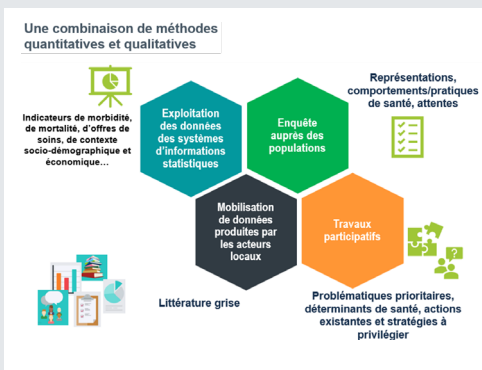 Une combinaison de méthodes
quantitatives et qualitatives
Indicateurs de morbidité,
de mortalité, d'offres de
soins, de contexte
socio-démographique et
économique…
Exploitation
des données
des systèmes
d'informations
statistiques
Enquête
auprès des
populations
Représentations,
comportements/pratiques
de santé, attentes
Mobilisation
de données
produites par
les acteurs
locaux
Travaux
participatifs
Littérature grise
Problématiques prioritaires,
déterminants de santé, actions
existantes et stratégies à
privilégier
?